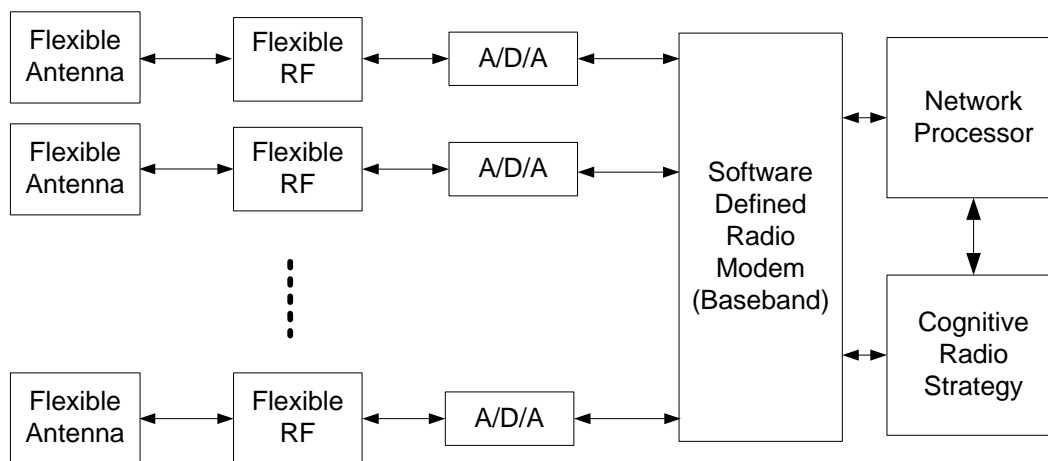 Flexible
Antenna
Flexible
RF
A/D/A
Flexible
Antenna
Flexible
RF
A/D/A
Flexible
Antenna
Flexible
RF
A/D/A
Software
Defined
Radio
Modem
(Baseband)
Network
Processor
Cognitive
Radio
Strategy